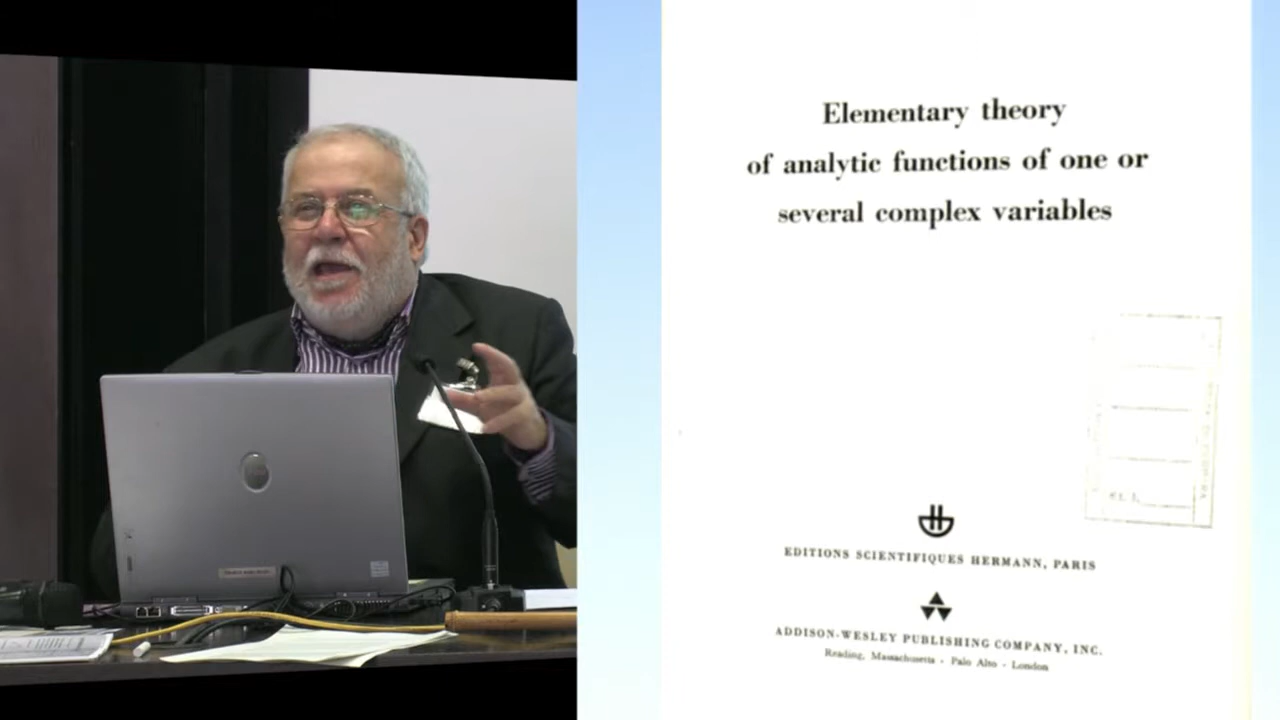 Elementary theory
of analytic functions of one or
several complex variables
EDITIONS SCIENTIFIQUES HERMANN, PARIS
ADDISON-WESLEY PUBLISHING COMPANY, INC.
Reading, Massachusetts - Palo Alto - London